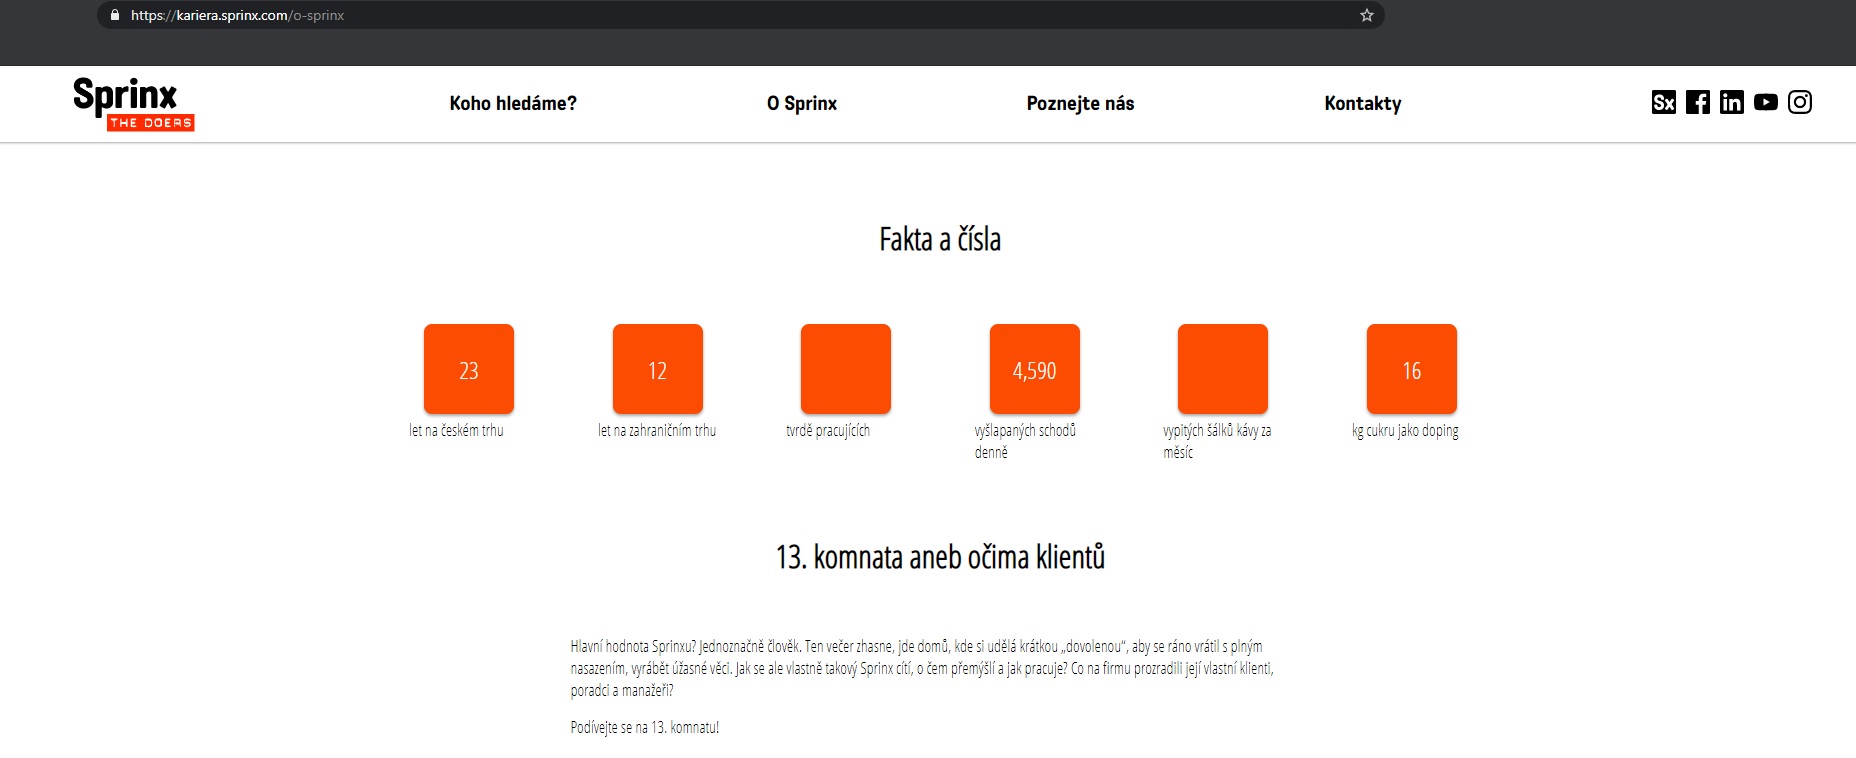 https://kariera.sprinx.com/o-sprinx
Sprinx
THE DOERS
Koho hledáme?
O Sprinx
Poznejte nás
Kontakty
Sx
f
in
Fakta a čísla
23
let na českém trhu
12
let na zahraničním trhu
tvrdě pracujících
4,590
vyšlapaných schodů
denně
vypitých šálků kávy za
měsíc
16
kg cukru jako doping
13. komnata aneb očima klientů
Hlavní hodnota Sprinxu? Jednoznačně člověk. Ten večer zhasne, jde domů, kde si udělá krátkou „dovolenou“, aby se ráno vrátil s plným
nasazením, vyrábět úžasné věci. Jak se ale vlastně takový Sprinx cítí, o čem přemýšlí a jak pracuje? Co na firmu prozradili její vlastní klienti,
poradci a manažeři?
Podívejte se na 13. komnatu!